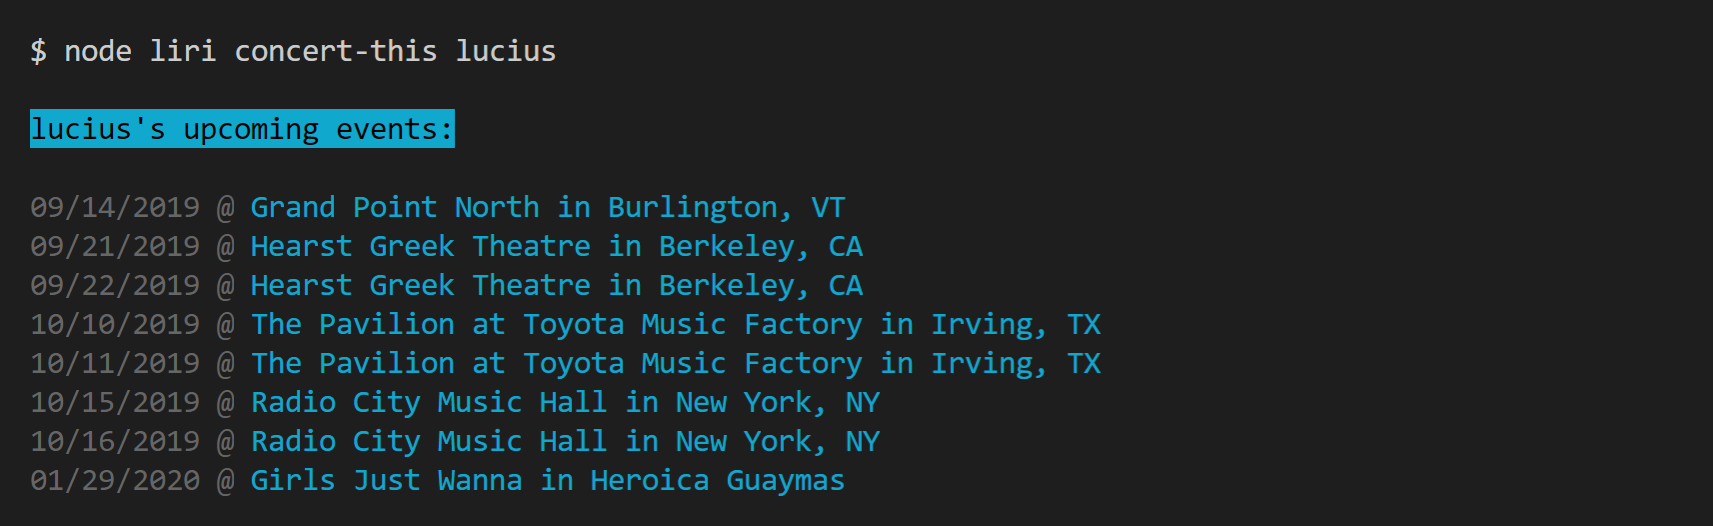 $ node liri concert-this lucius
lucius's upcoming events:
09/14/2019 @ Grand Point North in Burlington, VT
09/21/2019 @ Hearst Greek Theatre in Berkeley, CA
09/22/2019 @ Hearst Greek Theatre in Berkeley, CA
10/10/2019 @ The Pavilion at Toyota Music Factory in Irving, TX
10/11/2019 @ The Pavilion at Toyota Music Factory in Irving, TX
10/15/2019 @ Radio City Music Hall in New York, NY
10/16/2019 @ Radio City Music Hall in New York, NY
01/29/2020 @ Girls Just Wanna in Heroica Guaymas